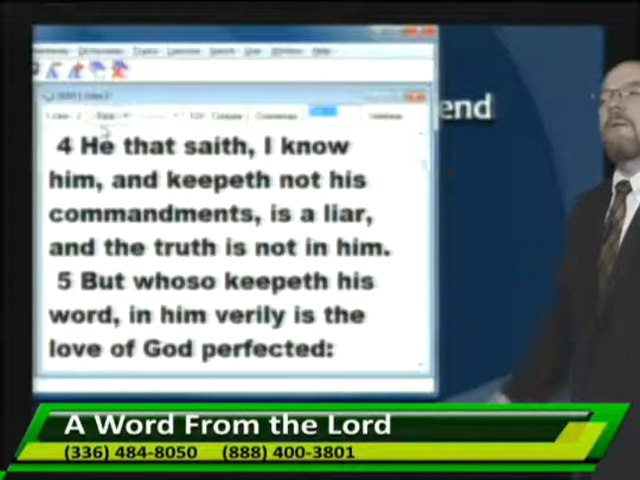 end
4 He that saith, I know
him, and keepeth not his
commandments, is a liar,
and the truth is not in him.
5 But whoso keepeth his
word, in him verily is the
love of God perfected:
A Word From the Lord
(336) 484-8050 (888) 400-3801